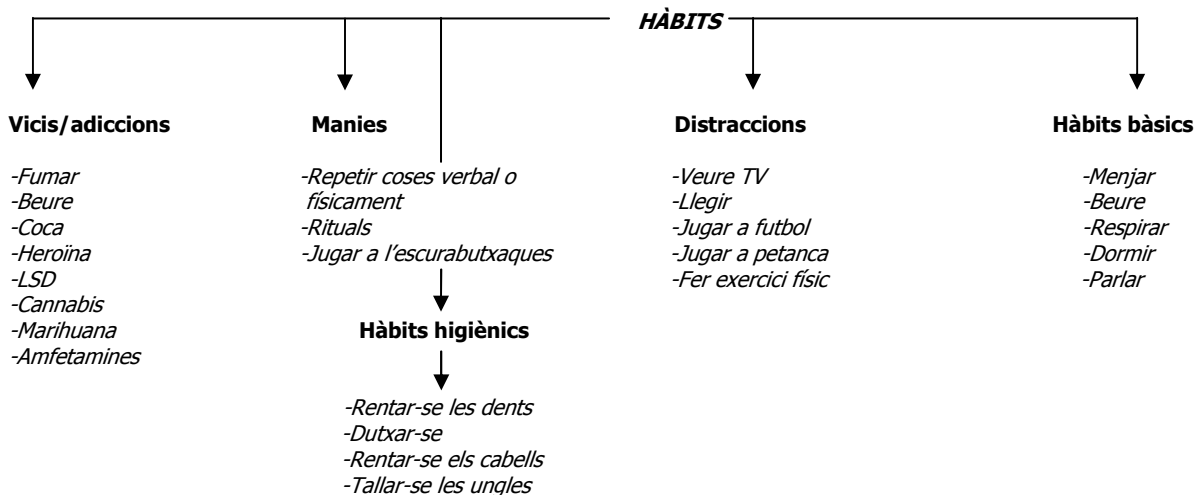 HÀBITS
Vicis/adiccions
-Fumar
-Beure
-Coca
-Heroïna
-LSD
-Cannabis
-Marihuana
-Amfetamines
Manies
-Repetir coses verbal o
físicament
-Rituals
-Jugar a l'escurabutxaques
Hàbits higiènics
-Rentar-se les dents
-Dutxar-se
-Rentar-se els cabells
-Tallar-se les ungles
Distraccions
-Veure TV
-Llegir
-Jugar a futbol
-Jugar a petanca
-Fer exercici físic
Hàbits bàsics
-Menjar
-Beure
-Respirar
-Dormir
-Parlar